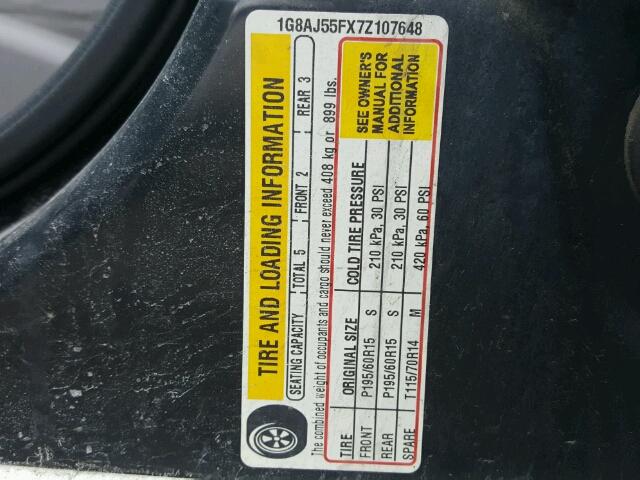 1G8AJ55FX7Z107648
TIRE AND LOADING INFORMATION
SEATING CAPACITY TOTAL 5 FRONT 2 REAR 3
The combined weight of occupants and cargo should never exceed 408 kg or 899 lbs.
TIRE ORIGINAL SIZE COLD TIRE PRESSURE
FRONT P195/60R15 S 210 kPa, 30 PSI
REAR P195/60R15 S 210 kPa, 30 PSI
SPARE T115/70R14 M 420 kPa, 60 PSI
SEE OWNER'S
MANUAL FOR
ADDITIONAL
INFORMATION